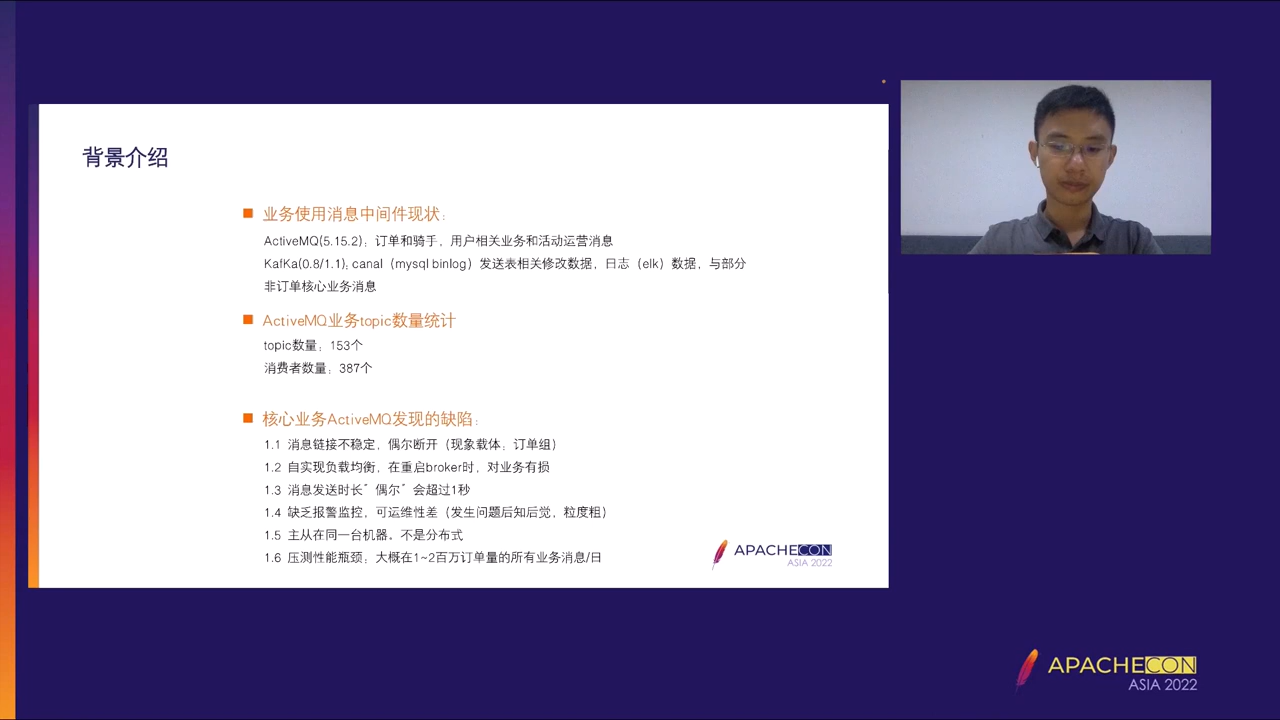 背景介绍
业务使用消息中间件现状：
ActiveMQ(5.15.2)；订单和骑手，用户相关业务和活动运营消息
KafKa(0.8/1.1); canal（mysql binlog）发送表相关修改数据，日志（elk）数据，与部分
非订单核心业务消息
ActiveMQ业务topic数量统计
topic数量：153个
消费者数量：387个
核心业务ActiveMQ发现的缺陷：
1.1 消息链接不稳定，偶尔断开（现象载体：订单组）
1.2 自实现负载均衡，在重启broker时，对业务有损
1.3 消息发送时长“偶尔”会超过1秒
1.4 缺乏报警监控，可运维性差（发生问题后知后觉，粒度粗）
1.5 主从在同一台机器。不是分布式
1.6 压测性能瓶颈：大概在1~2百万订单量的所有业务消息/日
APACHECON
ASIA 2022
APACHECON
ASIA 2022